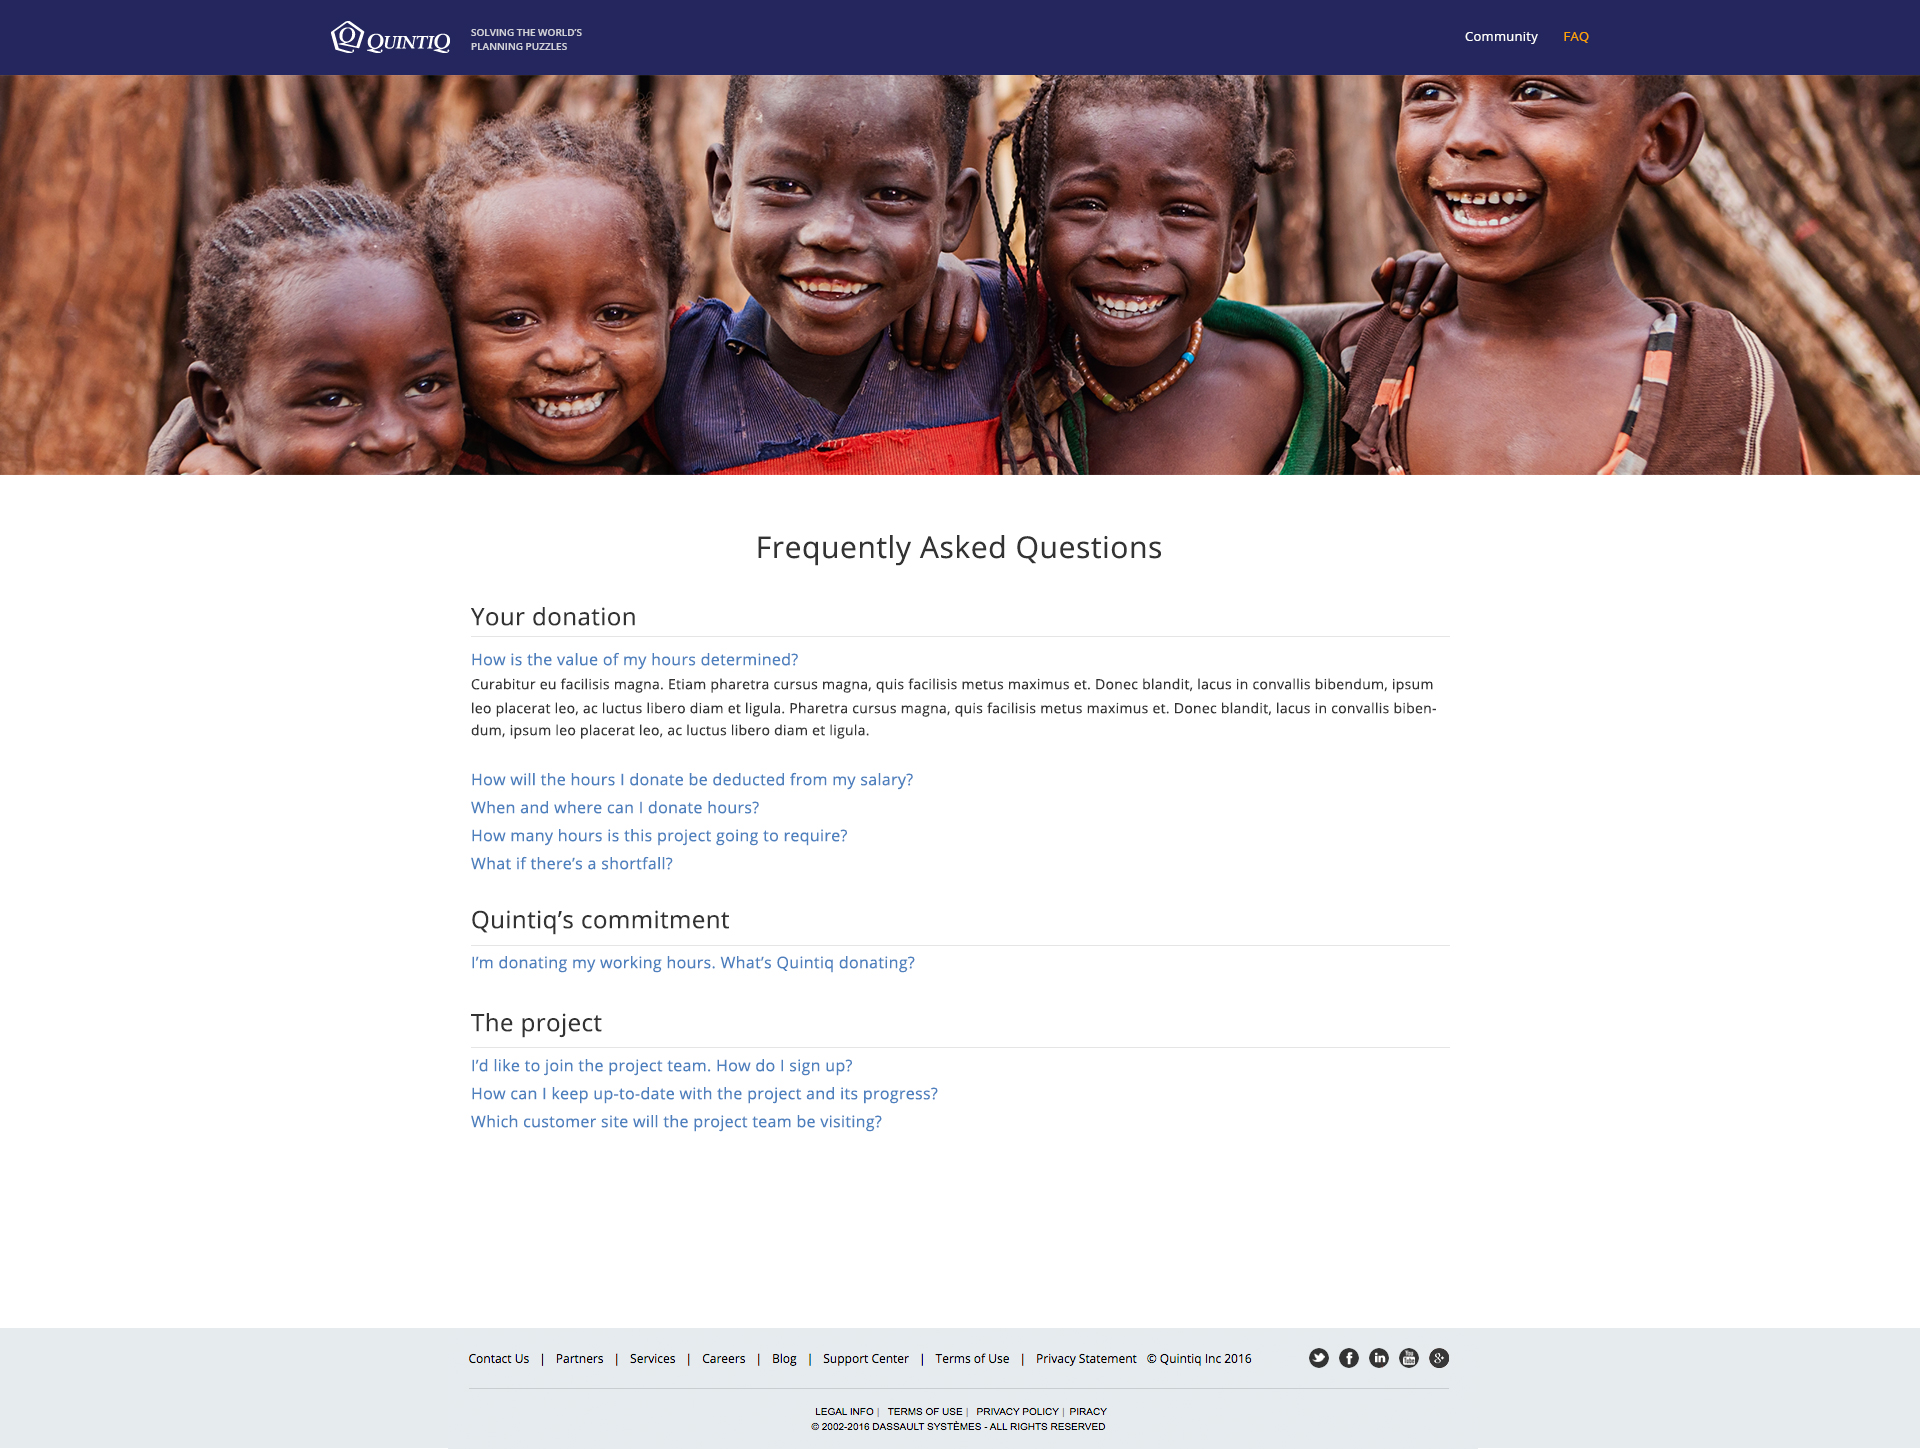 QUINTIQ
SOLVING THE WORLD'S
PLANNING PUZZLES
Community FAQ
Frequently Asked Questions
Your donation
How is the value of my hours determined?
Curabitur eu facilisis magna. Etiam pharetra cursus magna, quis facilisis metus maximus et. Donec blandit, lacus in convallis bibendum, ipsum
leo placerat leo, ac luctus libero diam et ligula. Pharetra cursus magna, quis facilisis metus maximus et. Donec blandit, lacus in convallis biben-
dum, ipsum leo placerat leo, ac luctus libero diam et ligula.
How will the hours I donate be deducted from my salary?
When and where can I donate hours?
How many hours is this project going to require?
What if there’s a shortfall?
Quintiq’s commitment
I’m donating my working hours. What’s Quintiq donating?
The project
I’d like to join the project team. How do I sign up?
How can I keep up-to-date with the project and its progress?
Which customer site will the project team be visiting?
Contact Us | Partners | Services | Careers | Blog | Support Center | Terms of Use | Privacy Statement © Quintiq Inc 2016
LEGAL INFO | TERMS OF USE | PRIVACY POLICY | PIRACY
© 2002-2016 DASSAULT SYSTÈMES - ALL RIGHTS RESERVED